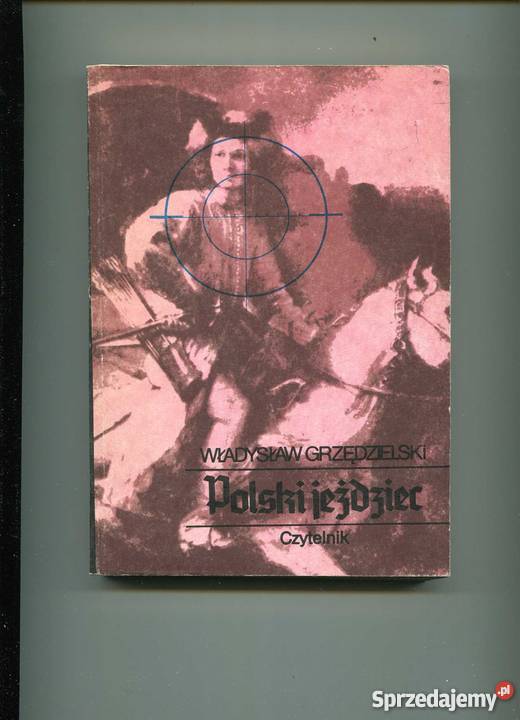 WŁADYSŁAW GRZĘDZIELSKI
Polski jeździec
Czytelnik
Sprzedajemy.pl